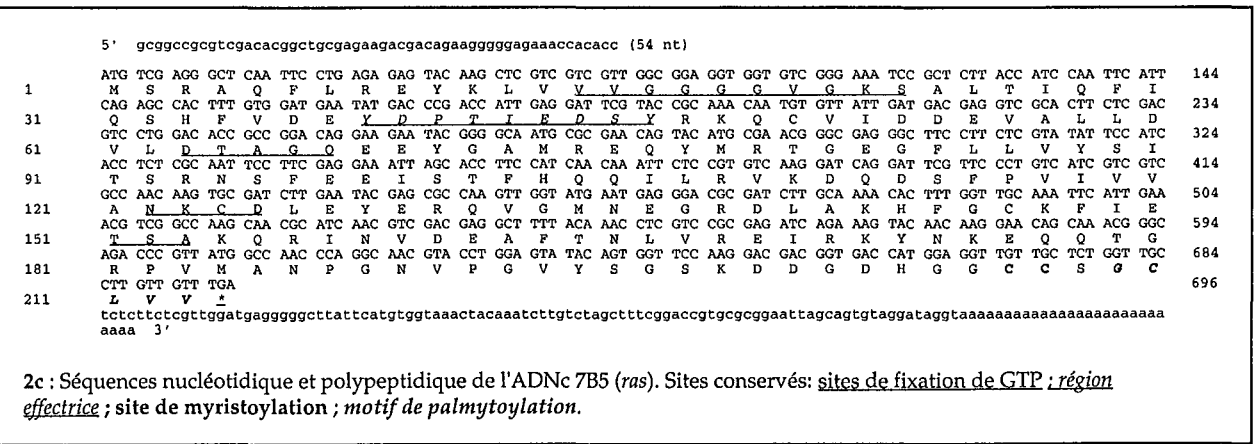 5' gcggccgcgtcgacacggctgcgagaagacgacagaagggggagaaaccacacc (54 nt)
ATG TCG AGG GCT CAA TTC CTG AGA GAG TAC AAG CTC GTC GTC GTT GGC GGA GGT GGT GTC GGG AAA TCC GCT CTT ACC ATC CAA TTC ATT 144
1 M S R A Q F L R E Y K L V V V G G G G V G K S A L T I Q F I
CAG AGC CAC TTT GTG GAT GAA TAT GAC CCG ACC ATT GAG GAT TCG TAC CGC AAA CAA TGT GTT ATT GAT GAC GAG GTC GCA CTT CTC GAC 234
31 Q S H F V D E Y D P T I E D S Y R K Q C V I D D E V A L L D
GTC CTG GAC ACC GCC GGA CAG GAA GAA TAC GGG GCA ATG CGC GAA CAG TAC ATG CGA ACG GGC GAG GGC TTC CTT CTC GTA TAT TCC ATC 324
61 V L D T A G Q E E Y G A M R E Q Y M R T G E G F L L V Y S I
ACC TCT CGC AAT TCC TTC GAG GAA ATT AGC ACC TTC CAT CAA CAA ATT CTC CGT GTC AAG GAT CAG GAT TCG TTC CCT GTC ATC GTC GTC 414
91 T S R N S F E E I S T F H Q Q I L R V K D Q D S F P V I V V
GCC AAC AAG TGC GAT CTT GAA TAC GAG CGC CAA GTT GGT ATG AAT GAG GGA CGC GAT CTT GCA AAA CAC TTT GGT TGC AAA TTC ATT GAA 504
121 A N K C D L E Y E R Q V G M N E G R D L A K H F G C K F I E
ACG TCG GCC AAG CAA CGC ATC AAC GTC GAC GAG GCT TTT ACA AAC CTC GTC CGC GAG ATC AGA AAG TAC AAC AAG GAA CAG CAA ACG GGC 594
151 T S A K Q R I N V D E A F T N L V R E I R K Y N K E Q Q T G
AGA CCC GTT ATG GCC AAC CCA GGC AAC GTA CCT GGA GTA TAC AGT GGT TCC AAG GAC GAC GGT GAC CAT GGA GGT TGT TGC TCT GGT TGC 684
181 R P V M A N P G N V P G V Y S G S K D D G D H G G C C S G C
CTT GTT GTT TGA 696
211 L V V *
tctcttctcgttggatgagggggcttattcatgtggtaaactacaaatcttgtctagctttcggaccgtgcgcggaattagcagtgtaggataggtaaaaaaaaaaaaaaaaaaaaaaa
aaaa 3'
2c : Séquences nucléotidique et polypeptidique de l'ADNc 7B5 (ras). Sites conservés: sites de fixation de GTP ; région
effectrice ; site de myristoylation ; motif de palmytoylation.